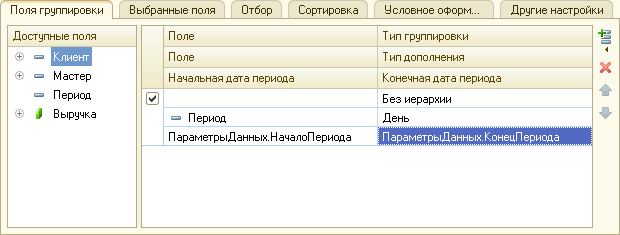 Поля группировки Выбранные поля Отбор Сортировка Условное оформ... Другие настройки
Доступные поля
Клиент
Мастер
Период
Выручка
Поле Тип группировки
Поле Тип дополнения
Начальная дата периода Конечная дата периода
Без иерархии
Период День
ПараметрыДанных.НачалоПериода ПараметрыДанных.КонецПериода